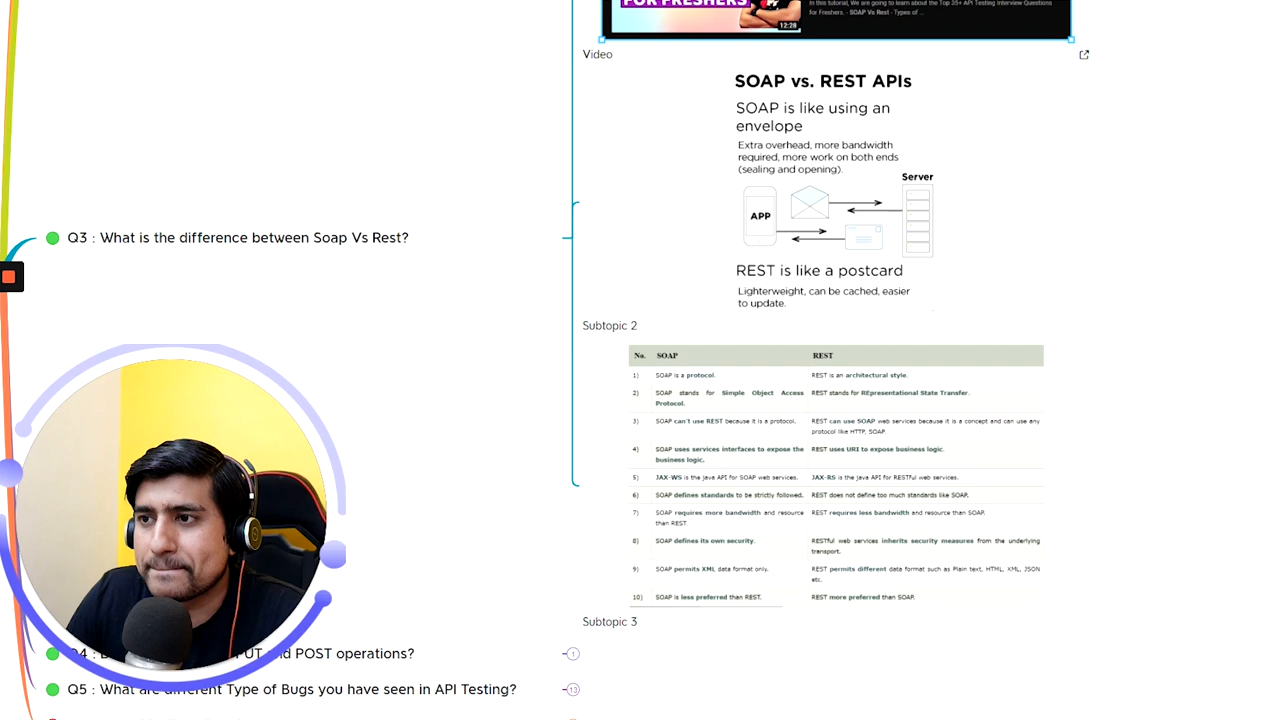 FOR FRESHERS
12:28
In this tutorial, We are going to learn about the Top 35+ API Testing Interview Questions
for Freshers. - SOAP Vs Rest - Types of ...
Video
SOAP vs. REST APIs
SOAP is like using an
envelope
Extra overhead, more bandwidth
required, more work on both ends
(sealing and opening).
Server
APP
REST is like a postcard
Lighterweight, can be cached, easier
to update.
Q3 : What is the difference between Soap Vs Rest?
Subtopic 2
No. SOAP REST
1) SOAP is a protocol. REST is an architectural style.
2) SOAP stands for Simple Object Access Protocol. REST stands for REpresentational State Transfer.
3) SOAP can't use REST because it is a protocol. REST can use SOAP web services because it is a concept and can use any protocol like HTTP, SOAP.
4) SOAP uses services interfaces to expose the business logic. REST uses URI to expose business logic.
5) JAX-WS is the java API for SOAP web services. JAX-RS is the java API for RESTful web services.
6) SOAP defines standards to be strictly followed. REST does not define too much standards like SOAP.
7) SOAP requires more bandwidth and resource than REST. REST requires less bandwidth and resource than SOAP.
8) SOAP defines its own security. RESTful web services inherits security measures from the underlying transport.
9) SOAP permits XML data format only. REST permits different data format such as Plain text, HTML, XML, JSON etc.
10) SOAP is less preferred than REST. REST more preferred than SOAP.
Subtopic 3
Q4 : PUT and POST operations?
1
Q5 : What are different Type of Bugs you have seen in API Testing?
13